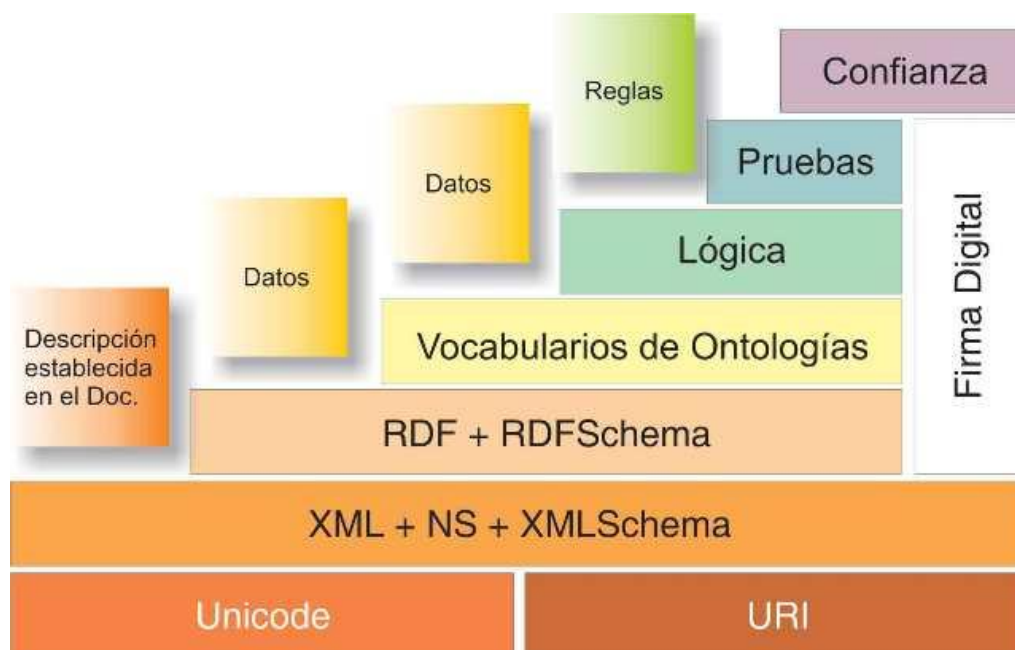 Reglas
Confianza
Datos
Pruebas
Datos
Lógica
Firma Digital
Descripción
establecida
en el Doc.
Vocabularios de Ontologías
RDF + RDFSchema
XML + NS + XMLSchema
Unicode
URI